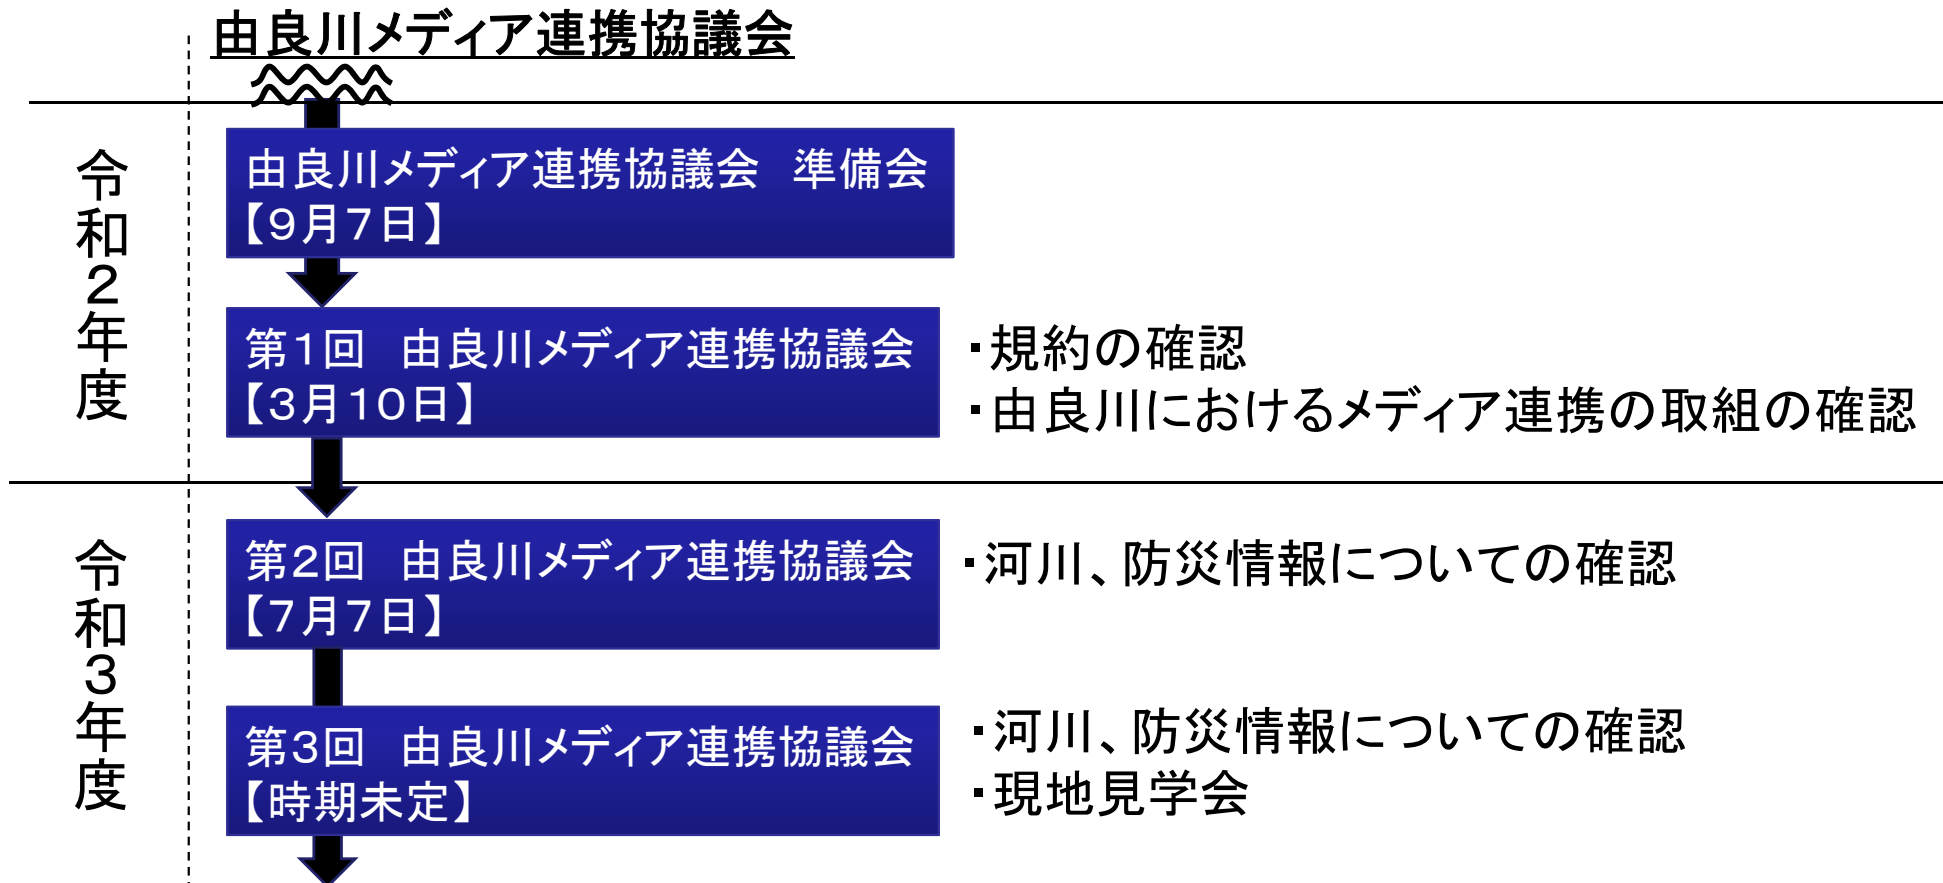 由良川メディア連携協議会
令和２年度
由良川メディア連携協議会　準備会
【９月７日】
第１回　由良川メディア連携協議会
【３月１０日】
・規約の確認
・由良川におけるメディア連携の取組の確認
令和３年度
第２回　由良川メディア連携協議会
【７月７日】
・河川、防災情報についての確認
第３回　由良川メディア連携協議会
【時期未定】
・河川、防災情報についての確認
・現地見学会